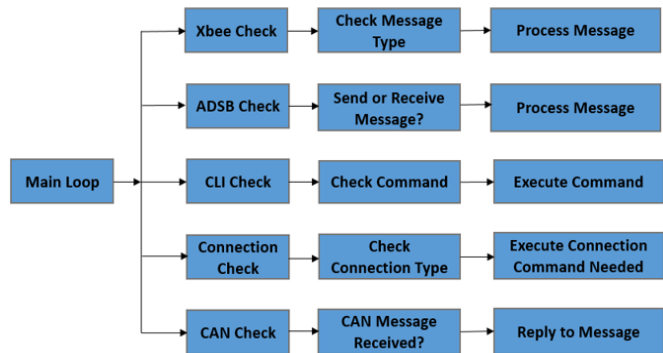 Xbee Check
Check Message
Type
Process Message
ADSB Check
Send or Receive
Message?
Process Message
Main Loop
CLI Check
Check Command
Execute Command
Connection
Check
Check
Connection Type
Execute Connection
Command Needed
CAN Check
CAN Message
Received?
Reply to Message